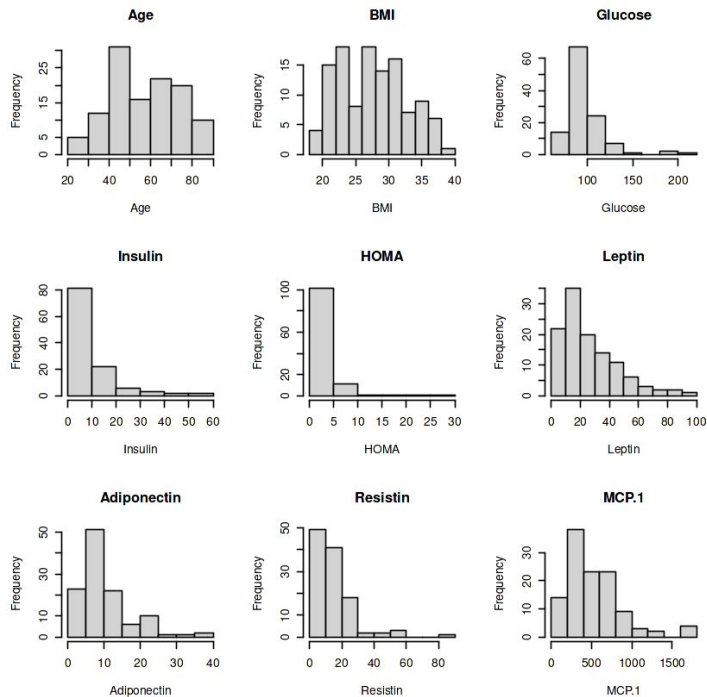 Age
BMI
Glucose
Frequency
5 15 25
20 40 60 80
Age
Frequency
0 5 10 15
20 25 30 35 40
BMI
Frequency
0 20 40 60
100 150 200
Glucose
Insulin
HOMA
Leptin
Frequency
0 20 40 60 80
0 10 20 30 40 50 60
Insulin
Frequency
0 20 60 100
0 5 10 15 20 25 30
HOMA
Frequency
0 10 20 30
0 20 40 60 80 100
Leptin
Adiponectin
Resistin
MCP.1
Frequency
0 10 30 50
0 10 20 30 40
Adiponectin
Frequency
0 10 30 50
0 20 40 60 80
Resistin
Frequency
0 10 20 30
0 500 1000 1500
MCP.1